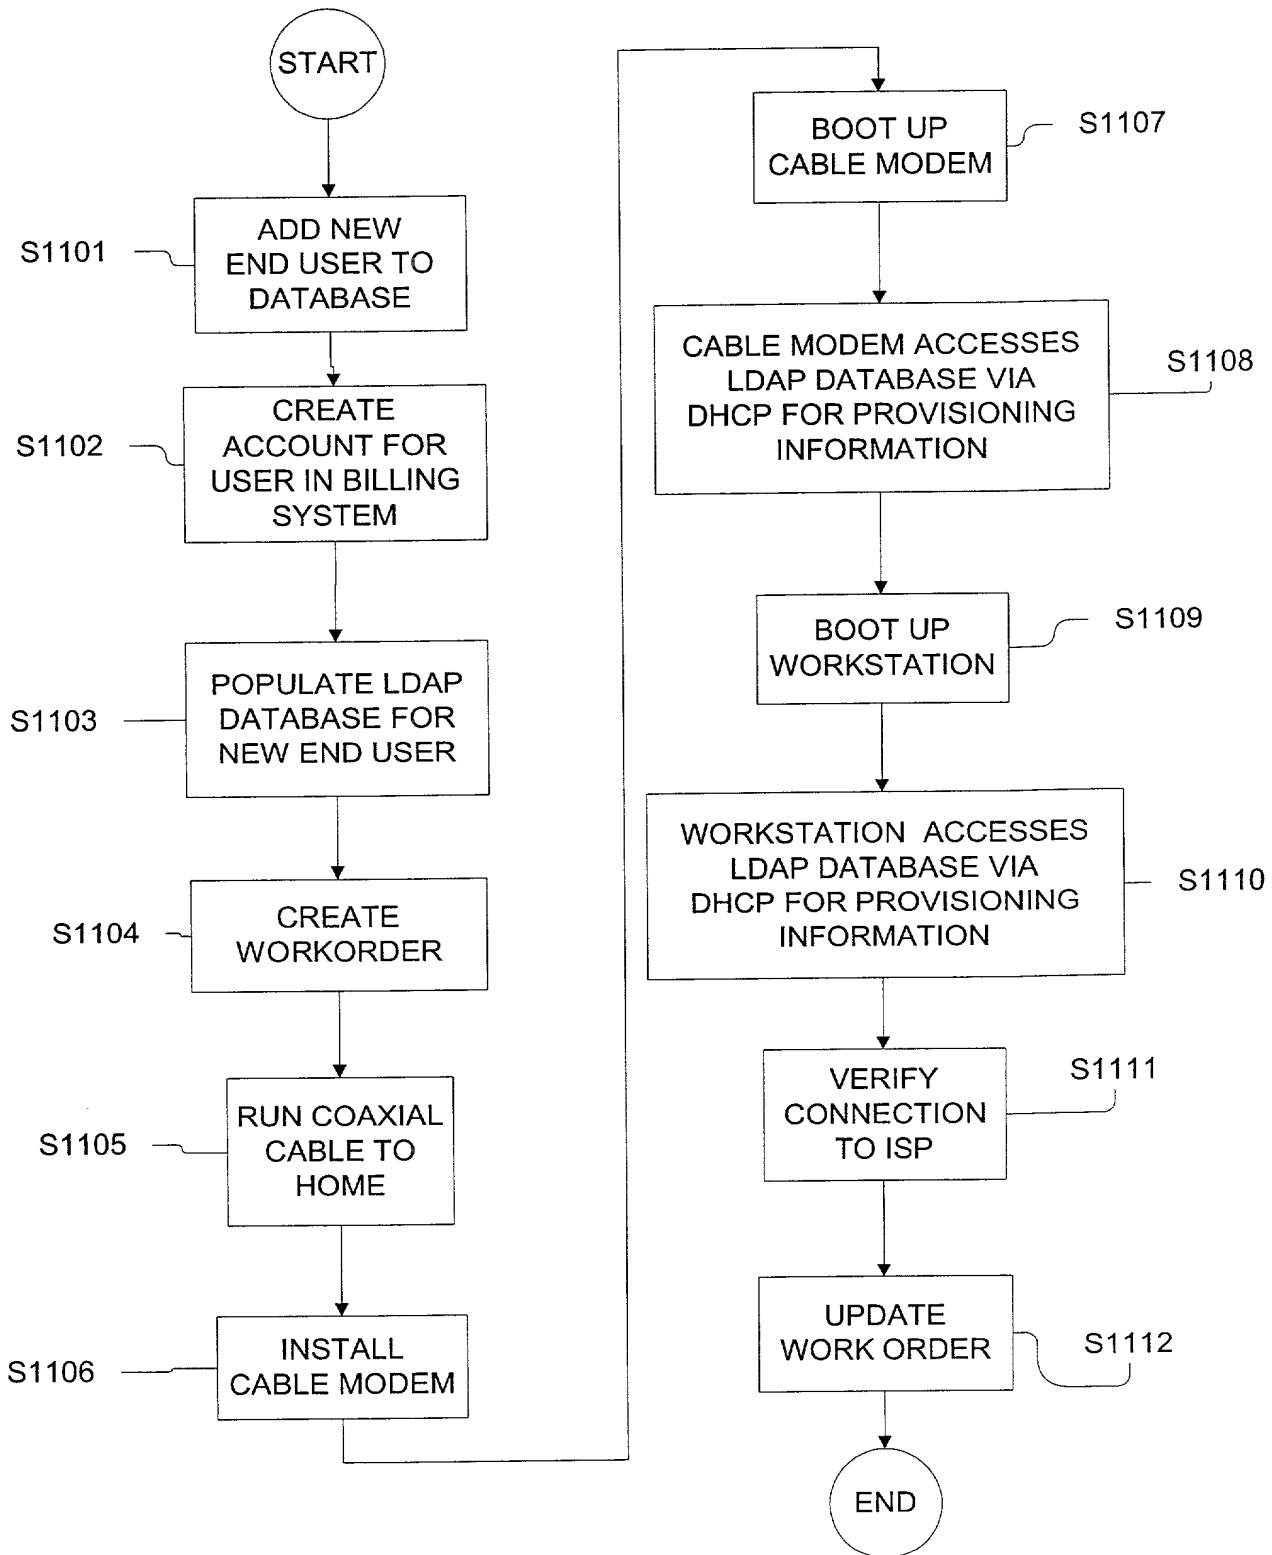 START
S1101
ADD NEW
END USER TO
DATABASE
S1102
CREATE
ACCOUNT FOR
USER IN BILLING
SYSTEM
S1103
POPULATE LDAP
DATABASE FOR
NEW END USER
S1104
CREATE
WORKORDER
S1105
RUN COAXIAL
CABLE TO
HOME
S1106
INSTALL
CABLE MODEM
BOOT UP
CABLE MODEM
S1107
CABLE MODEM ACCESSES
LDAP DATABASE VIA
DHCP FOR PROVISIONING
INFORMATION
S1108
BOOT UP
WORKSTATION
S1109
WORKSTATION ACCESSES
LDAP DATABASE VIA
DHCP FOR PROVISIONING
INFORMATION
S1110
VERIFY
CONNECTION
TO ISP
S1111
UPDATE
WORK ORDER
S1112
END